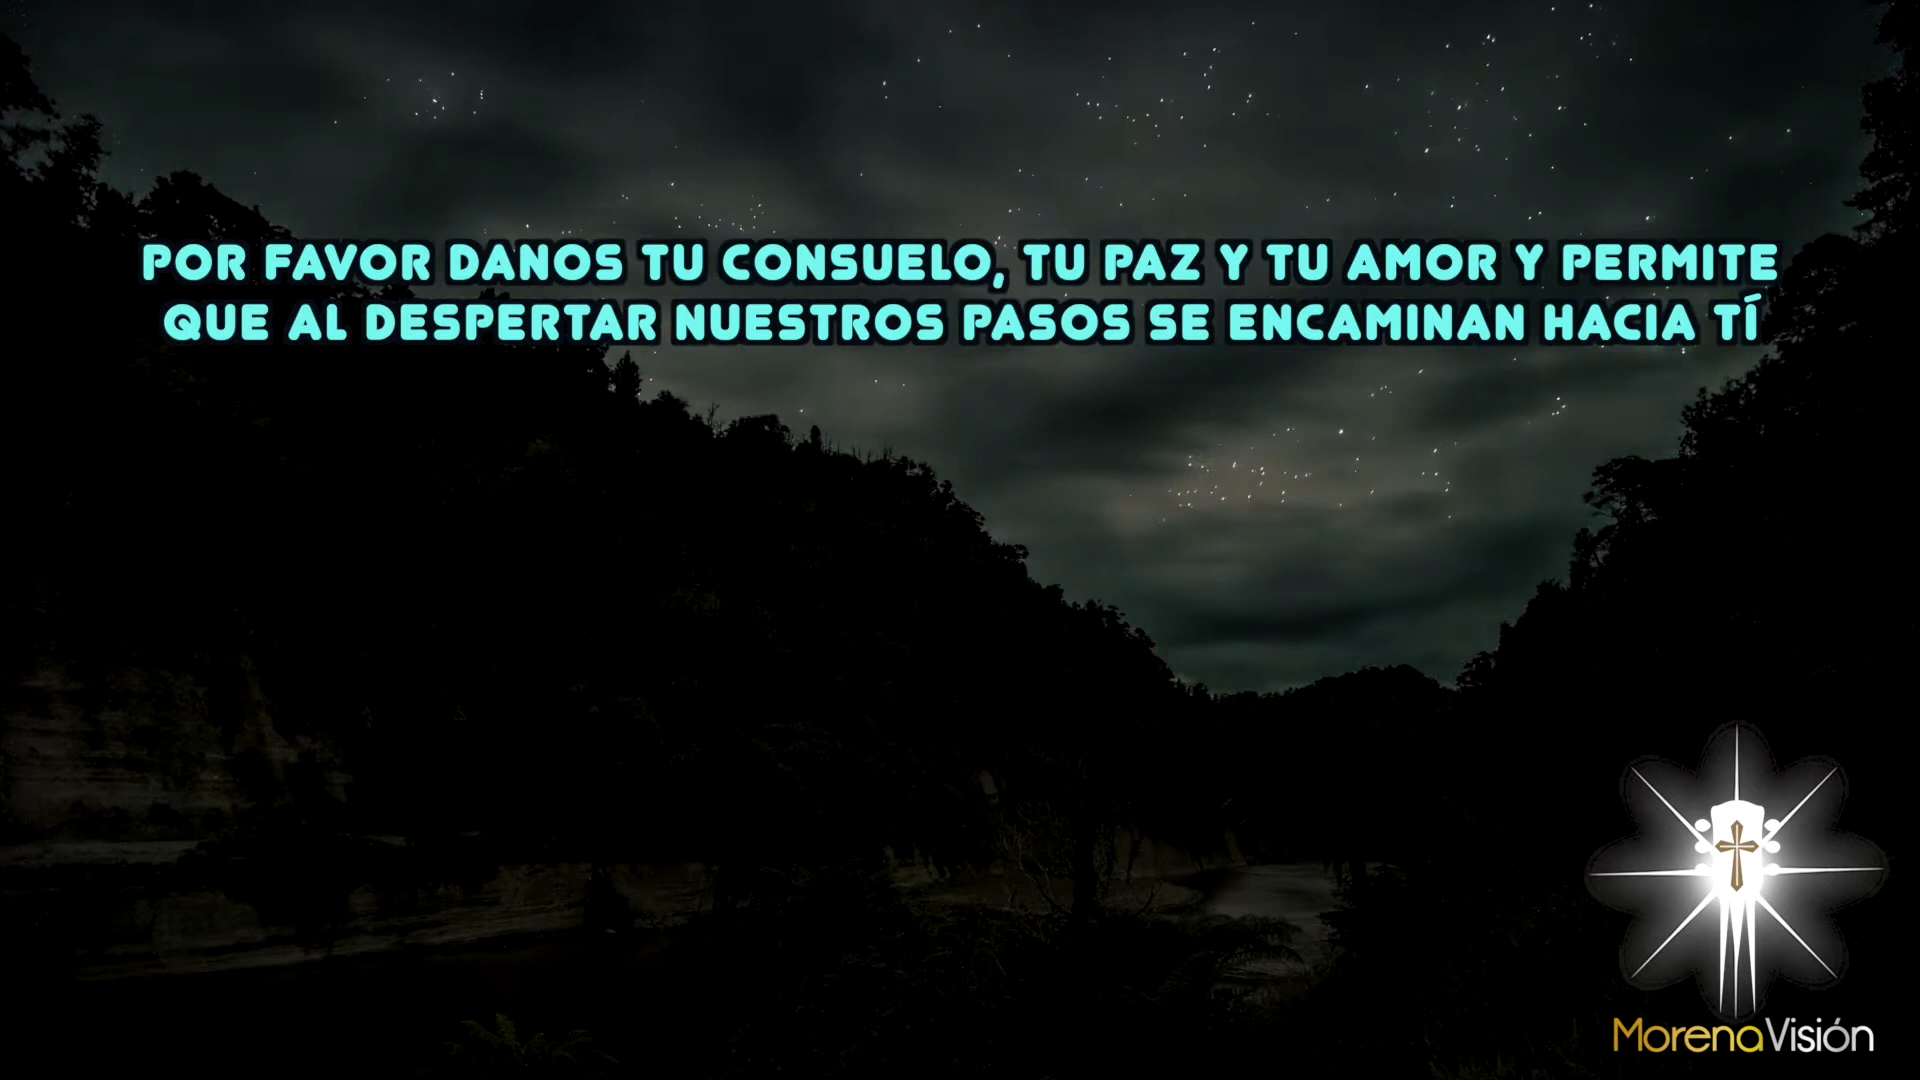 POR FAVOR DANOS TU CONSUELO, TU PAZ Y TU AMOR Y PERMITE
QUE AL DESPERTAR NUESTROS PASOS SE ENCAMINAN HACIA TÍ
MorenaVisión